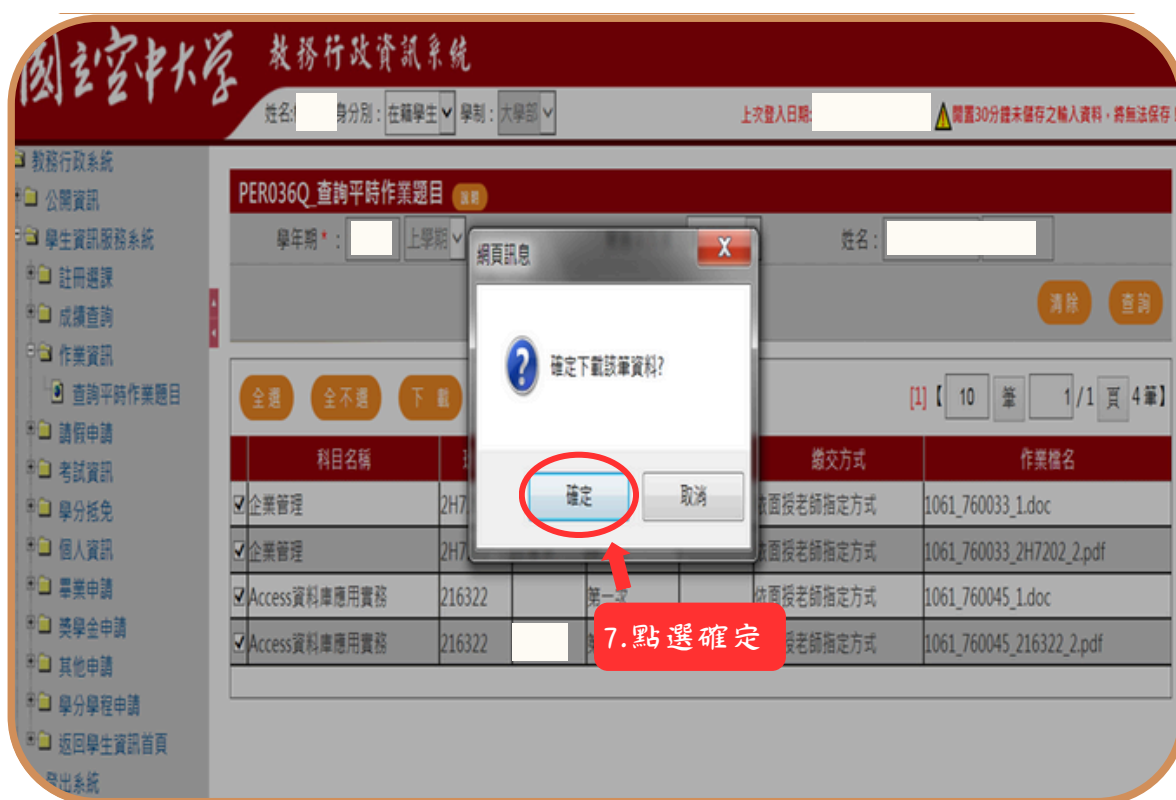 國立空中大學 教務行政資訊系統
姓名: 身分別：在籍學生 學制：大學部 上次登入日期: 閒置30分鐘未儲存之輸入資料，將無法保存！
教務行政系統
公開資訊
學生資訊服務系統
註冊選課
成績查詢
作業資訊
查詢平時作業題目
請假申請
考試資訊
學分抵免
個人資訊
畢業申請
獎學金申請
其他申請
學分學程申請
返回學生資訊首頁
登出系統
PER036Q_查詢平時作業題目 說明
學年期*： 上學期 姓名：
清除 查詢
網頁訊息 X
確定下載該筆資料?
確定 取消
全選 全不選 下載 [1]【 10 筆 1 /1 頁 4筆】
科目名稱 繳交方式 作業檔名
企業管理 2H7 依面授老師指定方式 1061_760033_1.doc
企業管理 2H7 依面授老師指定方式 1061_760033_2H7202_2.pdf
Access資料庫應用實務 216322 第一次 依面授老師指定方式 1061_760045_1.doc
Access資料庫應用實務 216322 授老師指定方式 1061_760045_216322_2.pdf
7.點選確定